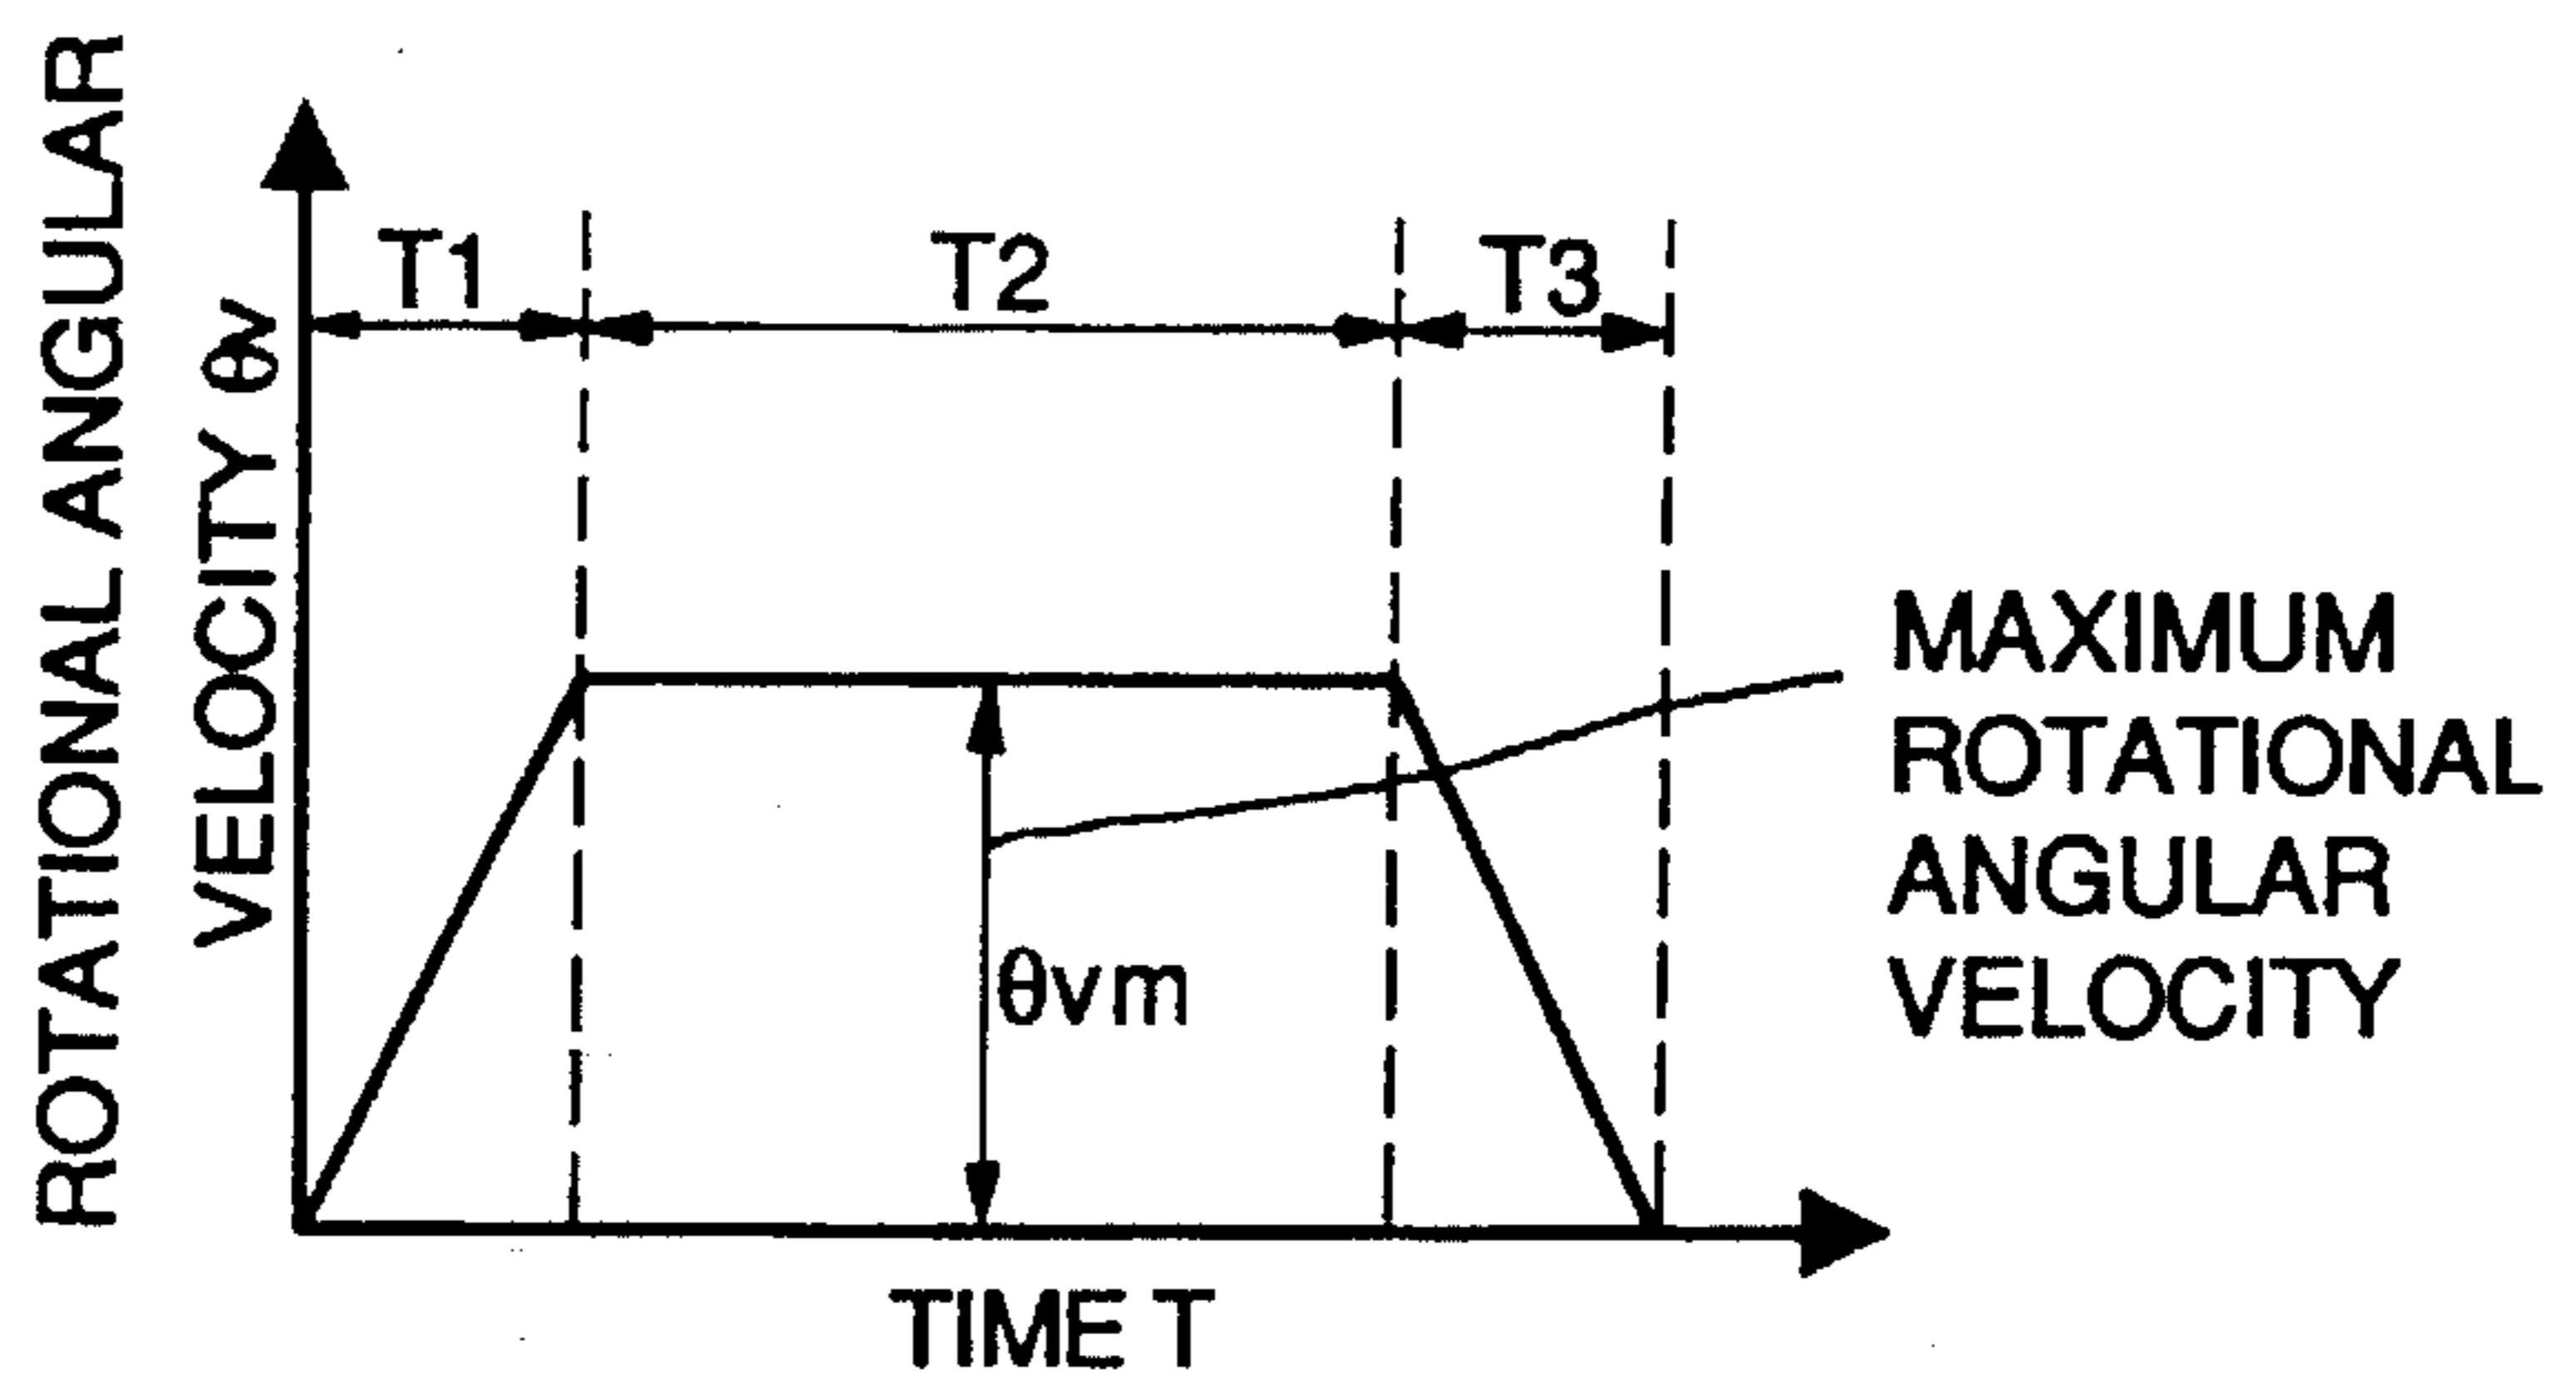 ROTATIONAL ANGULAR
VELOCITY θv
T1
T2
T3
MAXIMUM
ROTATIONAL
ANGULAR
VELOCITY
θvm
TIME T